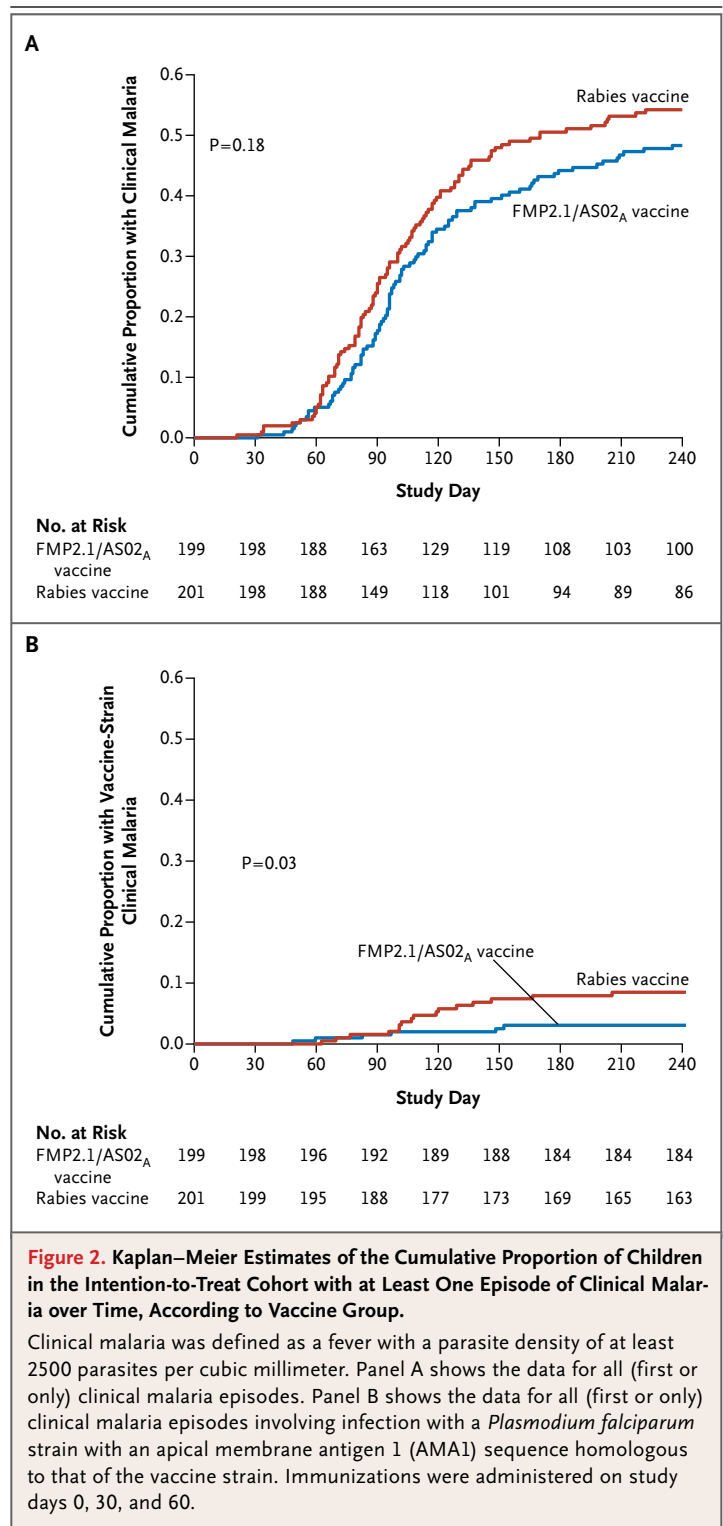 A
Cumulative Proportion with Clinical Malaria
0.6
0.5
0.4
0.3
0.2
0.1
0.0
P=0.18
Rabies vaccine
FMP2.1/AS02A vaccine
0 30 60 90 120 150 180 210 240
Study Day
No. at Risk
FMP2.1/AS02A 199 198 188 163 129 119 108 103 100
vaccine
Rabies vaccine 201 198 188 149 118 101 94 89 86
B
Cumulative Proportion with Vaccine-Strain
Clinical Malaria
0.6
0.5
0.4
0.3
0.2
0.1
0.0
P=0.03
FMP2.1/AS02A vaccine
Rabies vaccine
0 30 60 90 120 150 180 210 240
Study Day
No. at Risk
FMP2.1/AS02A 199 198 196 192 189 188 184 184 184
vaccine
Rabies vaccine 201 199 195 188 177 173 169 165 163
Figure 2. Kaplan–Meier Estimates of the Cumulative Proportion of Children
in the Intention-to-Treat Cohort with at Least One Episode of Clinical Malar-
ia over Time, According to Vaccine Group.
Clinical malaria was defined as a fever with a parasite density of at least
2500 parasites per cubic millimeter. Panel A shows the data for all (first or
only) clinical malaria episodes. Panel B shows the data for all (first or only)
clinical malaria episodes involving infection with a Plasmodium falciparum
strain with an apical membrane antigen 1 (AMA1) sequence homologous
to that of the vaccine strain. Immunizations were administered on study
days 0, 30, and 60.